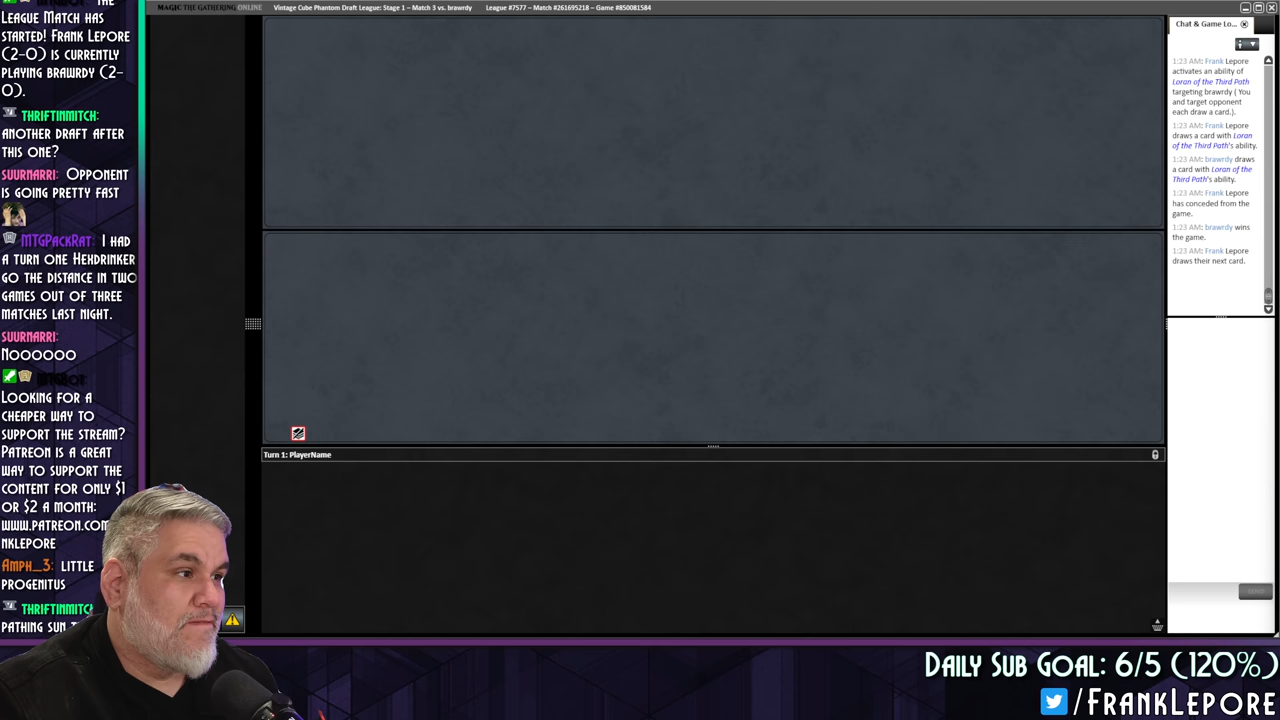 THE
LEAGUE MATCH HAS
STARTED! FRANK LEPORE
(2-0) IS CURRENTLY
PLAYING BRAWRDY (2-
0).
THRIFTINMITCH:
ANOTHER DRAFT AFTER
THIS ONE?
SUURNARRI: OPPONENT
IS GOING PRETTY FAST
MTGPACKRAT: I HAD
A TURN ONE HEXDRINKER
GO THE DISTANCE IN TWO
GAMES OUT OF THREE
MATCHES LAST NIGHT.
SUURNARRI:
NOOOOOO
LOOKING FOR A
CHEAPER WAY TO
SUPPORT THE STREAM?
PATREON IS A GREAT
WAY TO SUPPORT THE
CONTENT FOR ONLY $1
OR $2 A MONTH:
WWW.PATREON.COM
NKLEPORE
AMPH_3: LITTLE
PROGENITUS
THRIFTINMITCH
PATHING SUN T
MAGIC THE GATHERING ONLINE
Vintage Cube Phantom Draft League: Stage 1 – Match 3 vs. brawrdy
League #7577 – Match #261695218 – Game #850081584
Turn 1: PlayerName
Chat & Game Lo...
1:23 AM: Frank Lepore
activates an ability of
Loran of the Third Path
targeting brawrdy ( You
and target opponent
each draw a card.).
1:23 AM: Frank Lepore
draws a card with Loran
of the Third Path's ability.
1:23 AM: brawrdy draws
a card with Loran of the
Third Path's ability.
1:23 AM: Frank Lepore
has conceded from the
game.
1:23 AM: brawrdy wins
the game.
1:23 AM: Frank Lepore
draws their next card.
SEND
DAILY SUB GOAL: 6/5 (120%)
/FRANKLEPORE